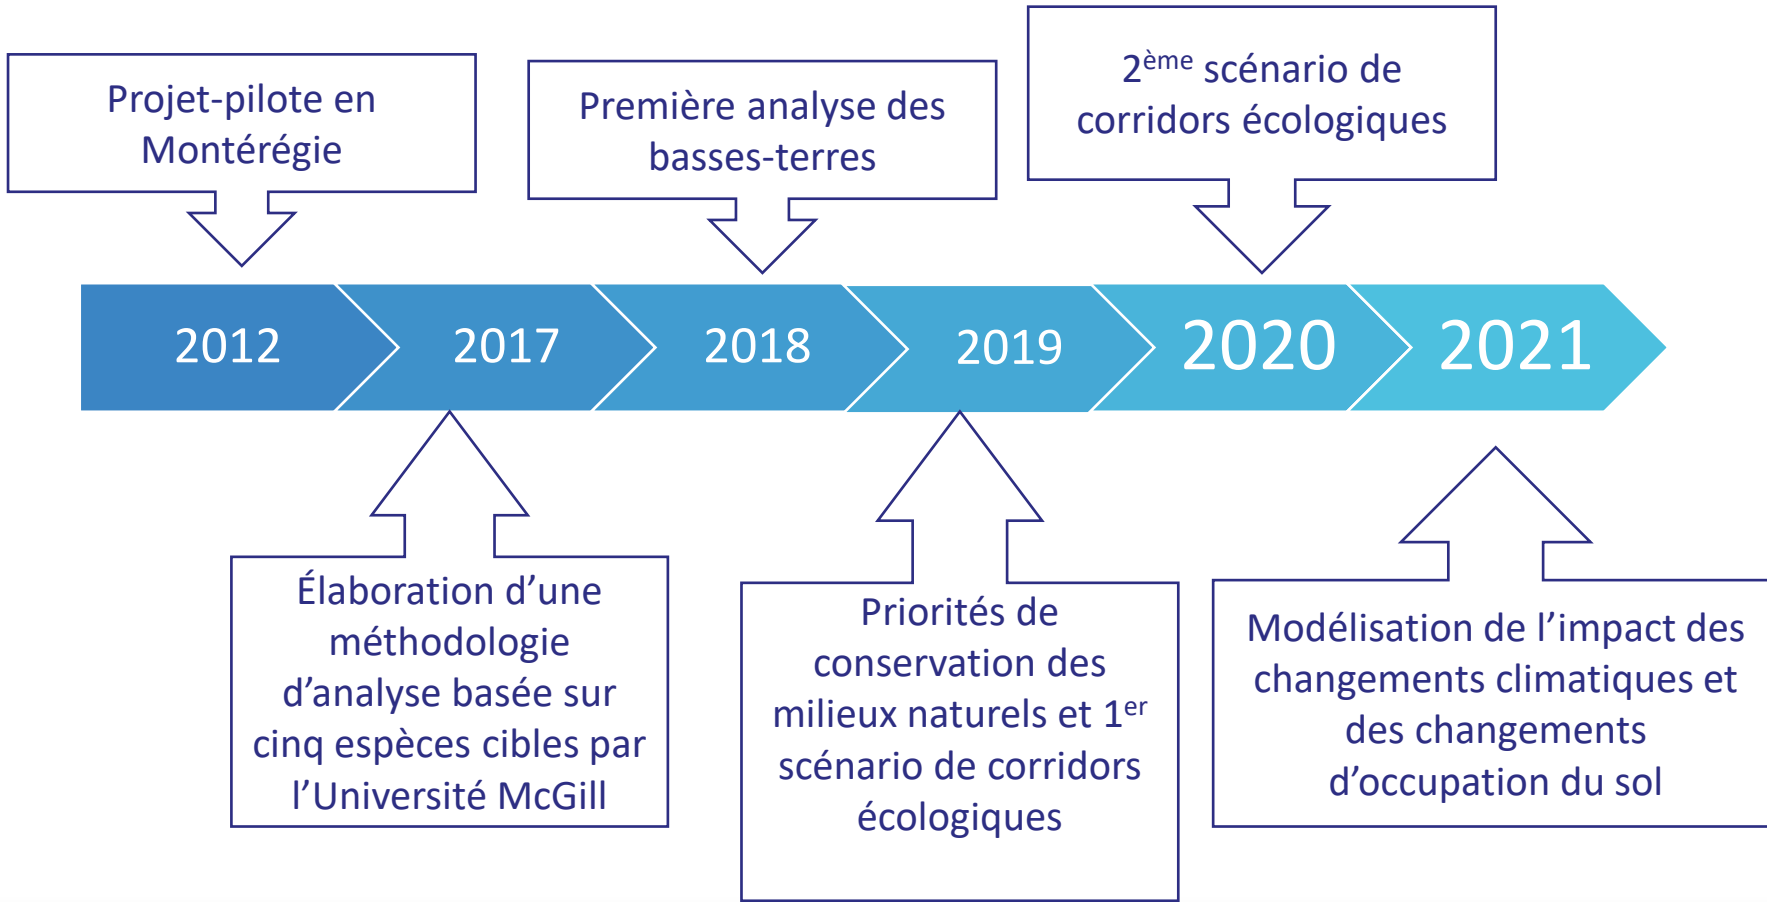 Projet-pilote en
Montérégie
Première analyse des
basses-terres
2ème scénario de
corridors écologiques
2012
2017
2018
2019
2020
2021
Élaboration d’une
méthodologie
d’analyse basée sur
cinq espèces cibles par
l’Université McGill
Priorités de
conservation des
milieux naturels et 1er
scénario de corridors
écologiques
Modélisation de l’impact des
changements climatiques et
des changements
d’occupation du sol